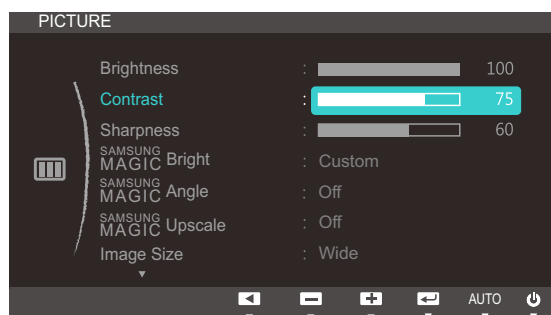 PICTURE
Brightness : 100
Contrast : 75
Sharpness : 60
SAMSUNG MAGIC Bright : Custom
SAMSUNG MAGIC Angle : Off
SAMSUNG MAGIC Upscale : Off
Image Size : Wide
AUTO